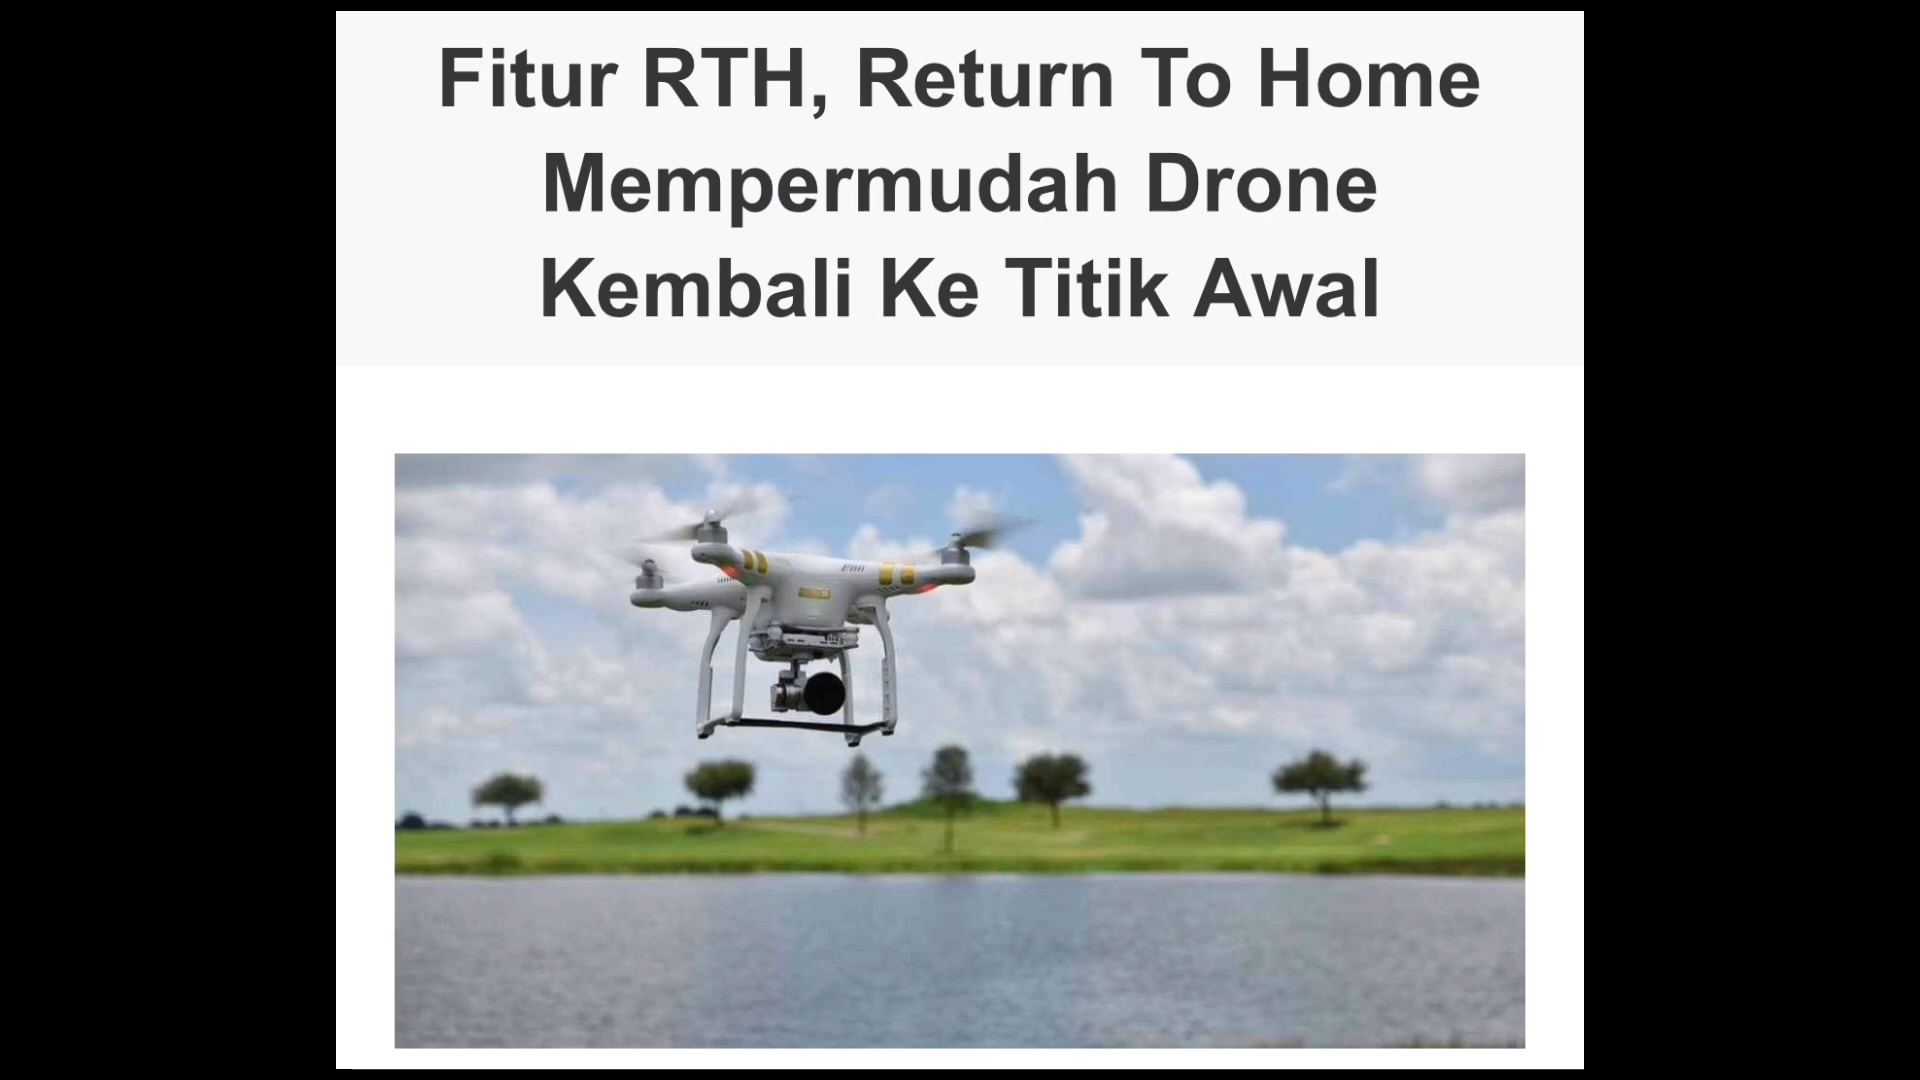 Fitur RTH, Return To Home
Mempermudah Drone
Kembali Ke Titik Awal